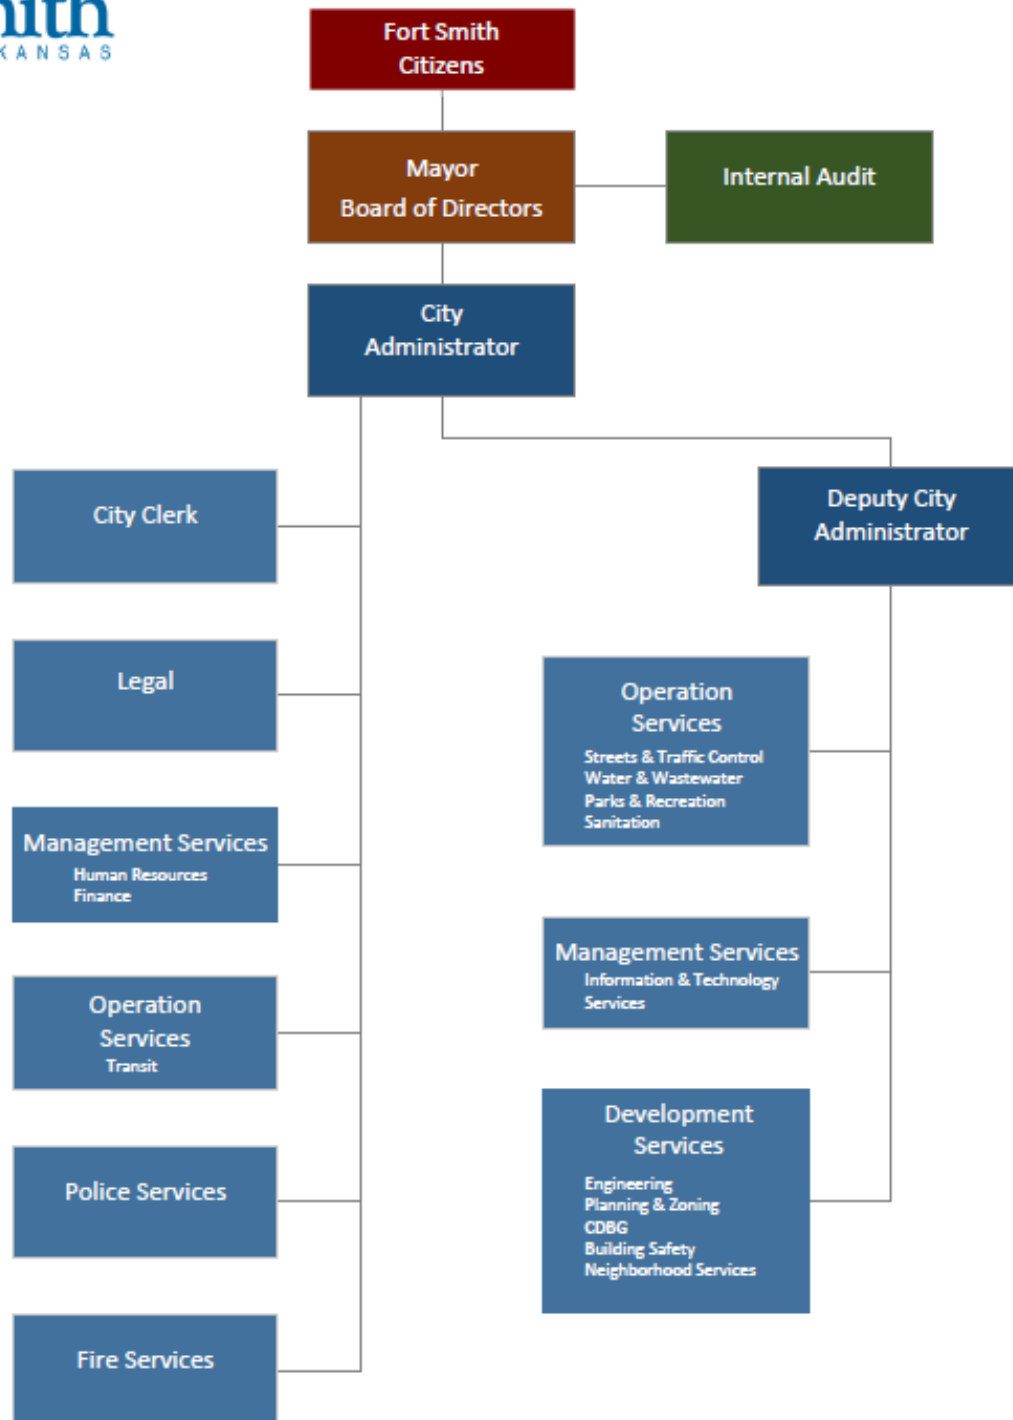 Fort Smith
Citizens
Mayor
Board of Directors
Internal Audit
City
Administrator
Deputy City
Administrator
City Clerk
Legal
Management Services
Human Resources
Finance
Operation
Services
Transit
Police Services
Fire Services
Operation
Services
Streets & Traffic Control
Water & Wastewater
Parks & Recreation
Sanitation
Management Services
Information & Technology
Services
Development
Services
Engineering
Planning & Zoning
CDBG
Building Safety
Neighborhood Services